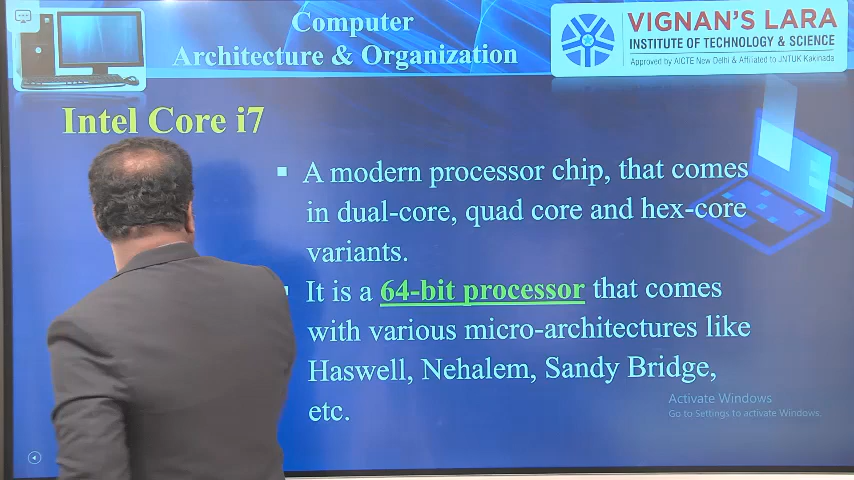 Computer
Architecture & Organization
VIGNAN'S LARA
INSTITUTE OF TECHNOLOGY & SCIENCE
Approved by AICTE New Delhi & Affiliated to JNTUK Kakinada
Intel Core i7
▪ A modern processor chip, that comes
in dual-core, quad core and hex-core
variants.
▪ It is a 64-bit processor that comes
with various micro-architectures like
Haswell, Nehalem, Sandy Bridge,
etc.
Activate Windows
Go to Settings to activate Windows.